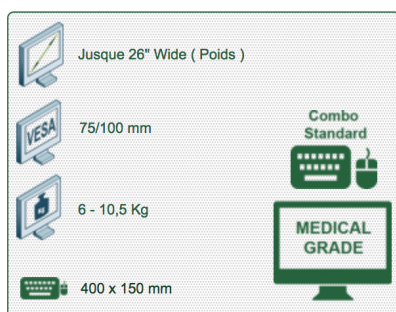 Jusque 26" Wide ( Poids )
VESA
75/100 mm
KG
6 - 10,5 Kg
400 x 150 mm
Combo
Standard
MEDICAL
GRADE